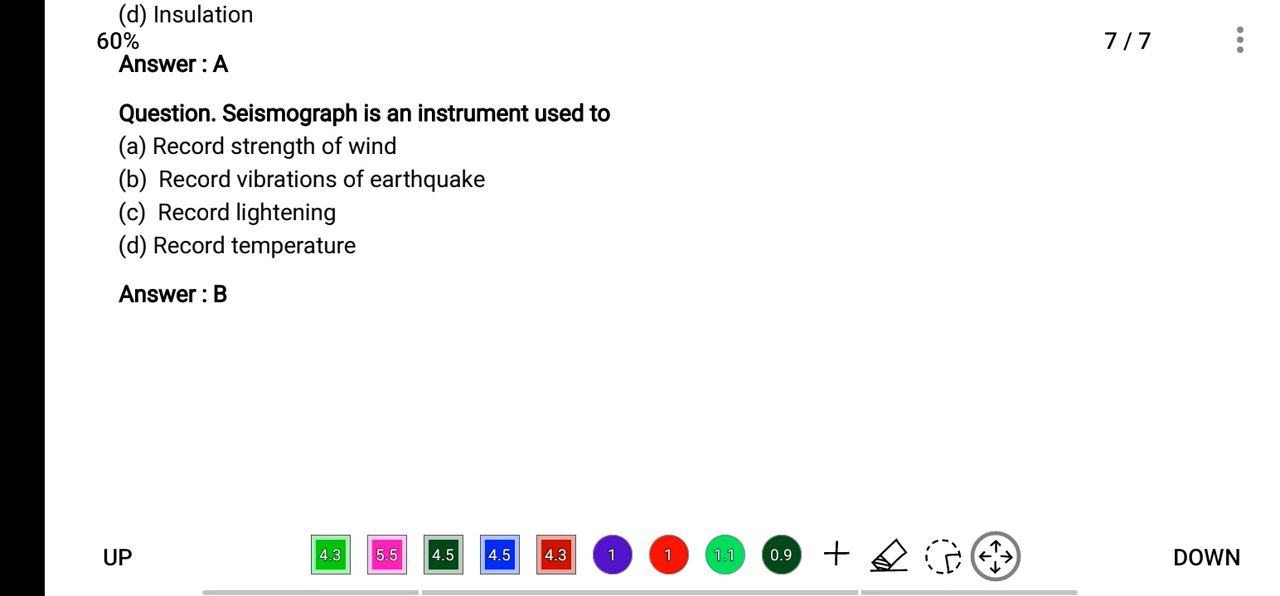 (d) Insulation
60%
7 / 7
Answer : A
Question. Seismograph is an instrument used to
(a) Record strength of wind
(b) Record vibrations of earthquake
(c) Record lightening
(d) Record temperature
Answer : B
UP
4.3 5.5 4.5 4.5 4.3 1 1 1.1 0.9
DOWN